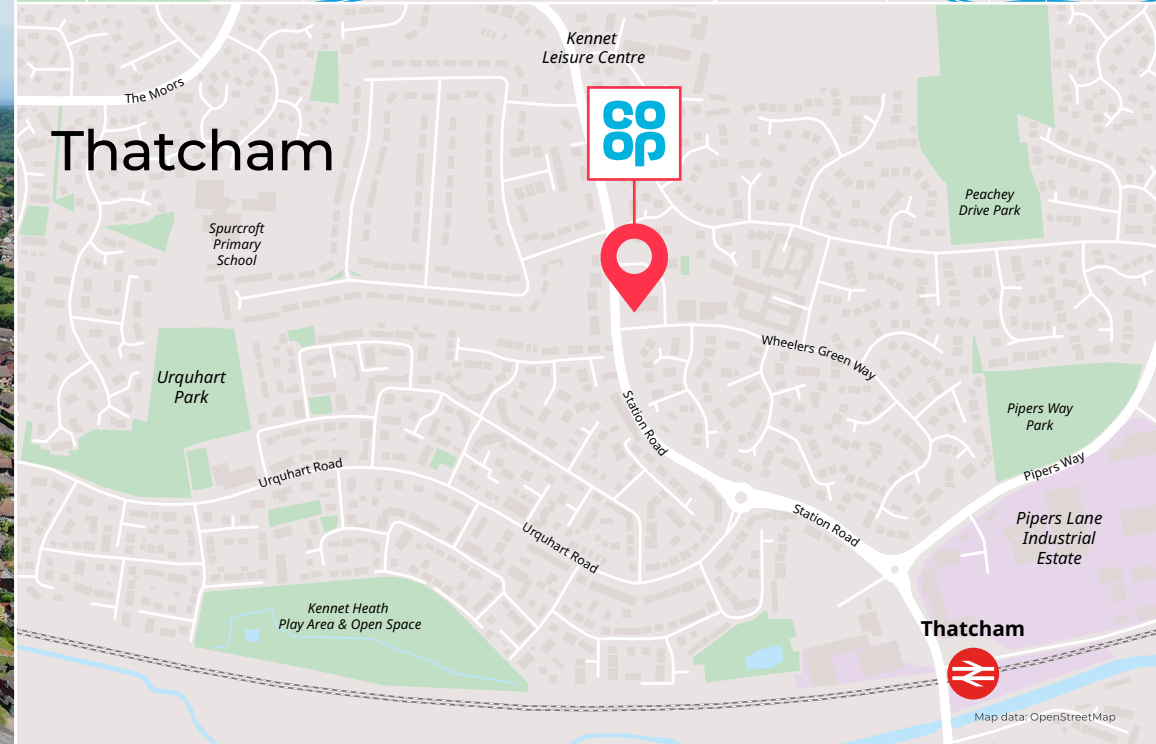 Kennet
Leisure Centre
The Moors
co
op
Thatcham
Peachey
Drive Park
Spurcroft
Primary
School
Wheelers Green Way
Urquhart
Park
Station Road
Pipers Way
Park
Urquhart Road
Pipers Way
Station Road
Pipers Lane
Industrial
Estate
Urquhart Road
Kennet Heath
Play Area & Open Space
Thatcham
Map data: OpenStreetMap